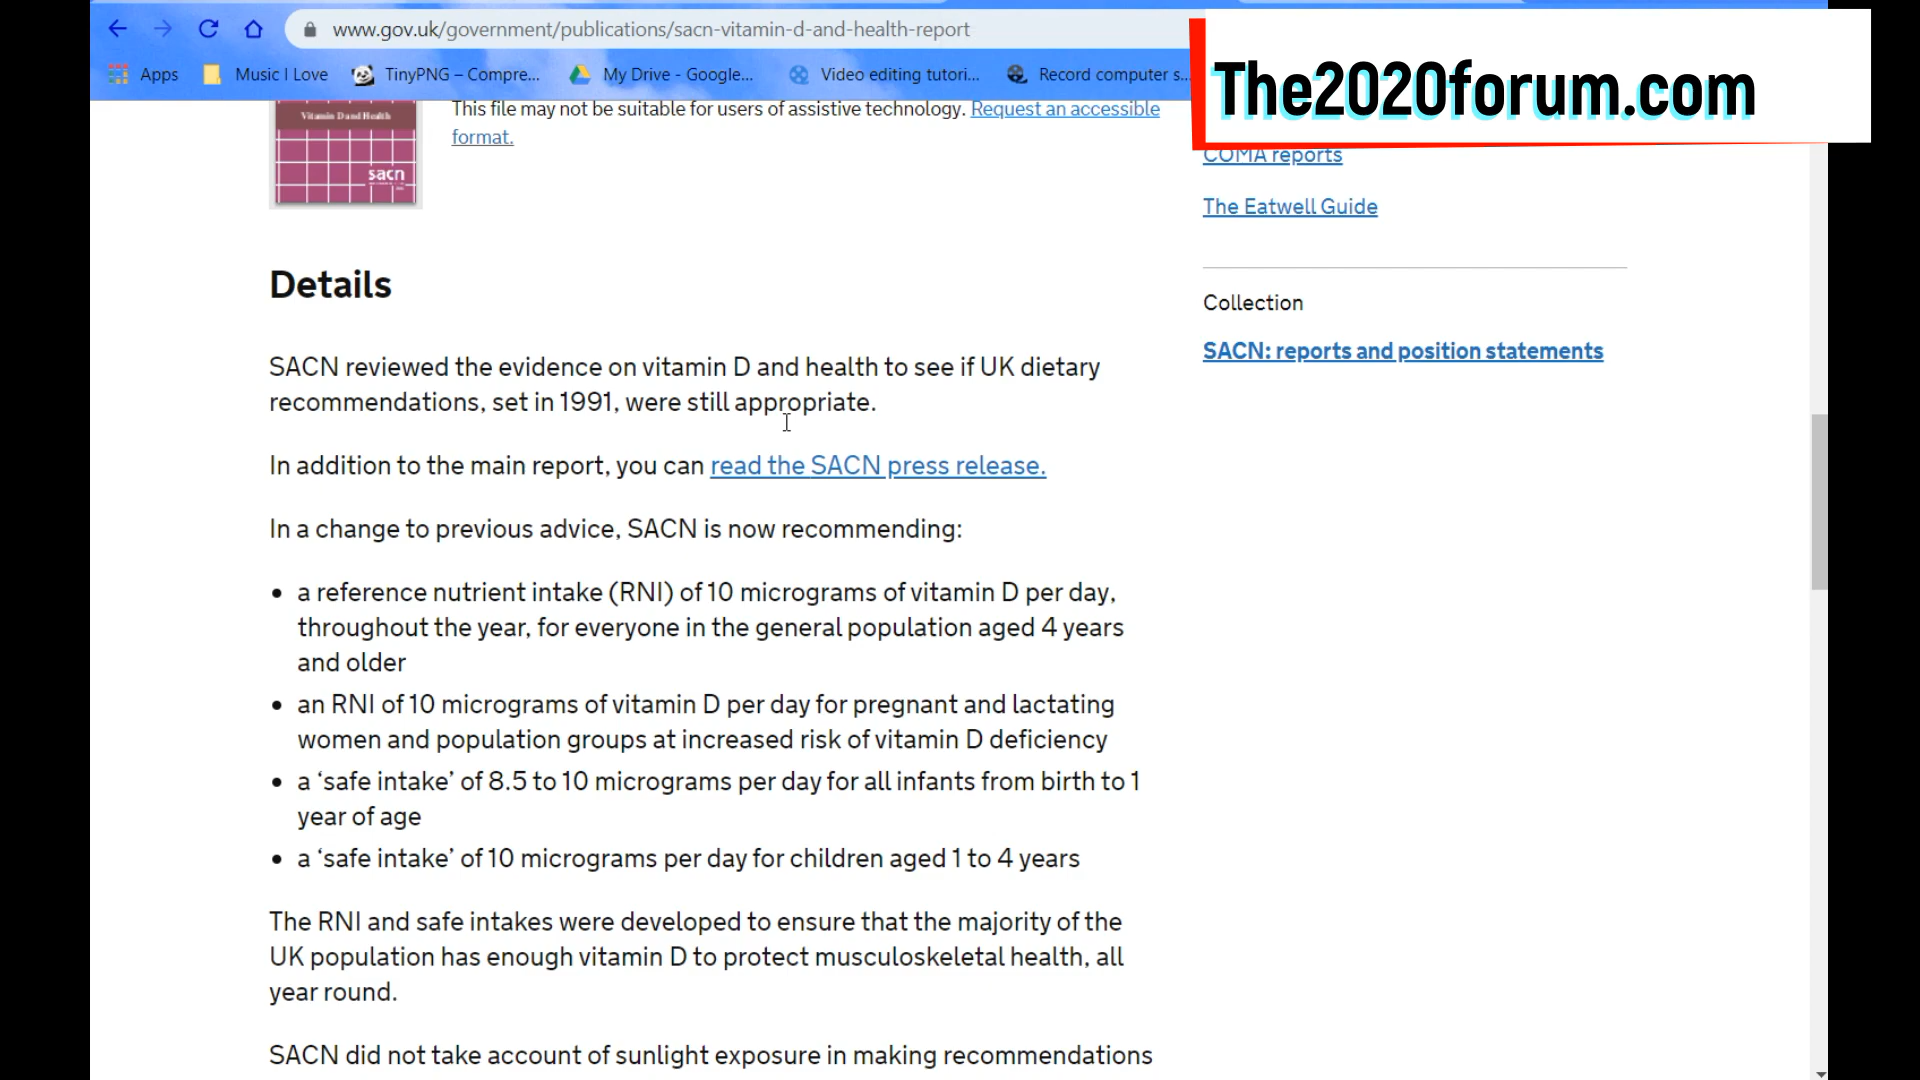 www.gov.uk/government/publications/sacn-vitamin-d-and-health-report
Apps
Music I Love
TinyPNG – Compre...
My Drive - Google...
Video editing tutori...
Record computer s...
The2020forum.com
Vitamin D and Health
sacn
This file may not be suitable for users of assistive technology. Request an accessible
format.
COMA reports
The Eatwell Guide
Collection
SACN: reports and position statements
Details
SACN reviewed the evidence on vitamin D and health to see if UK dietary
recommendations, set in 1991, were still appropriate.
In addition to the main report, you can read the SACN press release.
In a change to previous advice, SACN is now recommending:
• a reference nutrient intake (RNI) of 10 micrograms of vitamin D per day,
throughout the year, for everyone in the general population aged 4 years
and older
• an RNI of 10 micrograms of vitamin D per day for pregnant and lactating
women and population groups at increased risk of vitamin D deficiency
• a ‘safe intake’ of 8.5 to 10 micrograms per day for all infants from birth to 1
year of age
• a ‘safe intake’ of 10 micrograms per day for children aged 1 to 4 years
The RNI and safe intakes were developed to ensure that the majority of the
UK population has enough vitamin D to protect musculoskeletal health, all
year round.
SACN did not take account of sunlight exposure in making recommendations